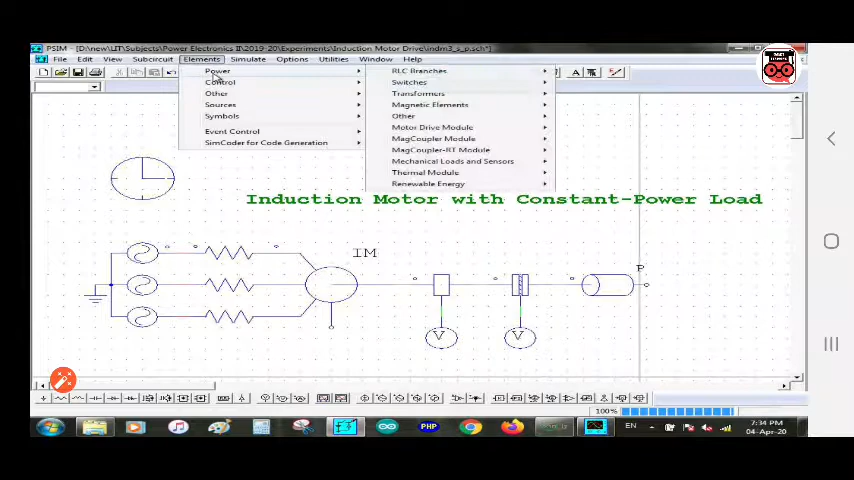 PSIM - [D:\new\LIT\Subjects\Power Electronics II\2019-20\Experiments\Induction Motor Drive\indm3_s_p.sch*]
File Edit View Subcircuit Elements Simulate Options Utilities Window Help
Power
Control
Other
Sources
Symbols
Event Control
SimCoder for Code Generation
RLC Branches
Switches
Transformers
Magnetic Elements
Other
Motor Drive Module
MagCoupler Module
MagCoupler-RT Module
Mechanical Loads and Sensors
Thermal Module
Renewable Energy
A
Induction Motor with Constant-Power Load
IM
P
V V
100%
PHP
EN
7:34 PM
04-Apr-20